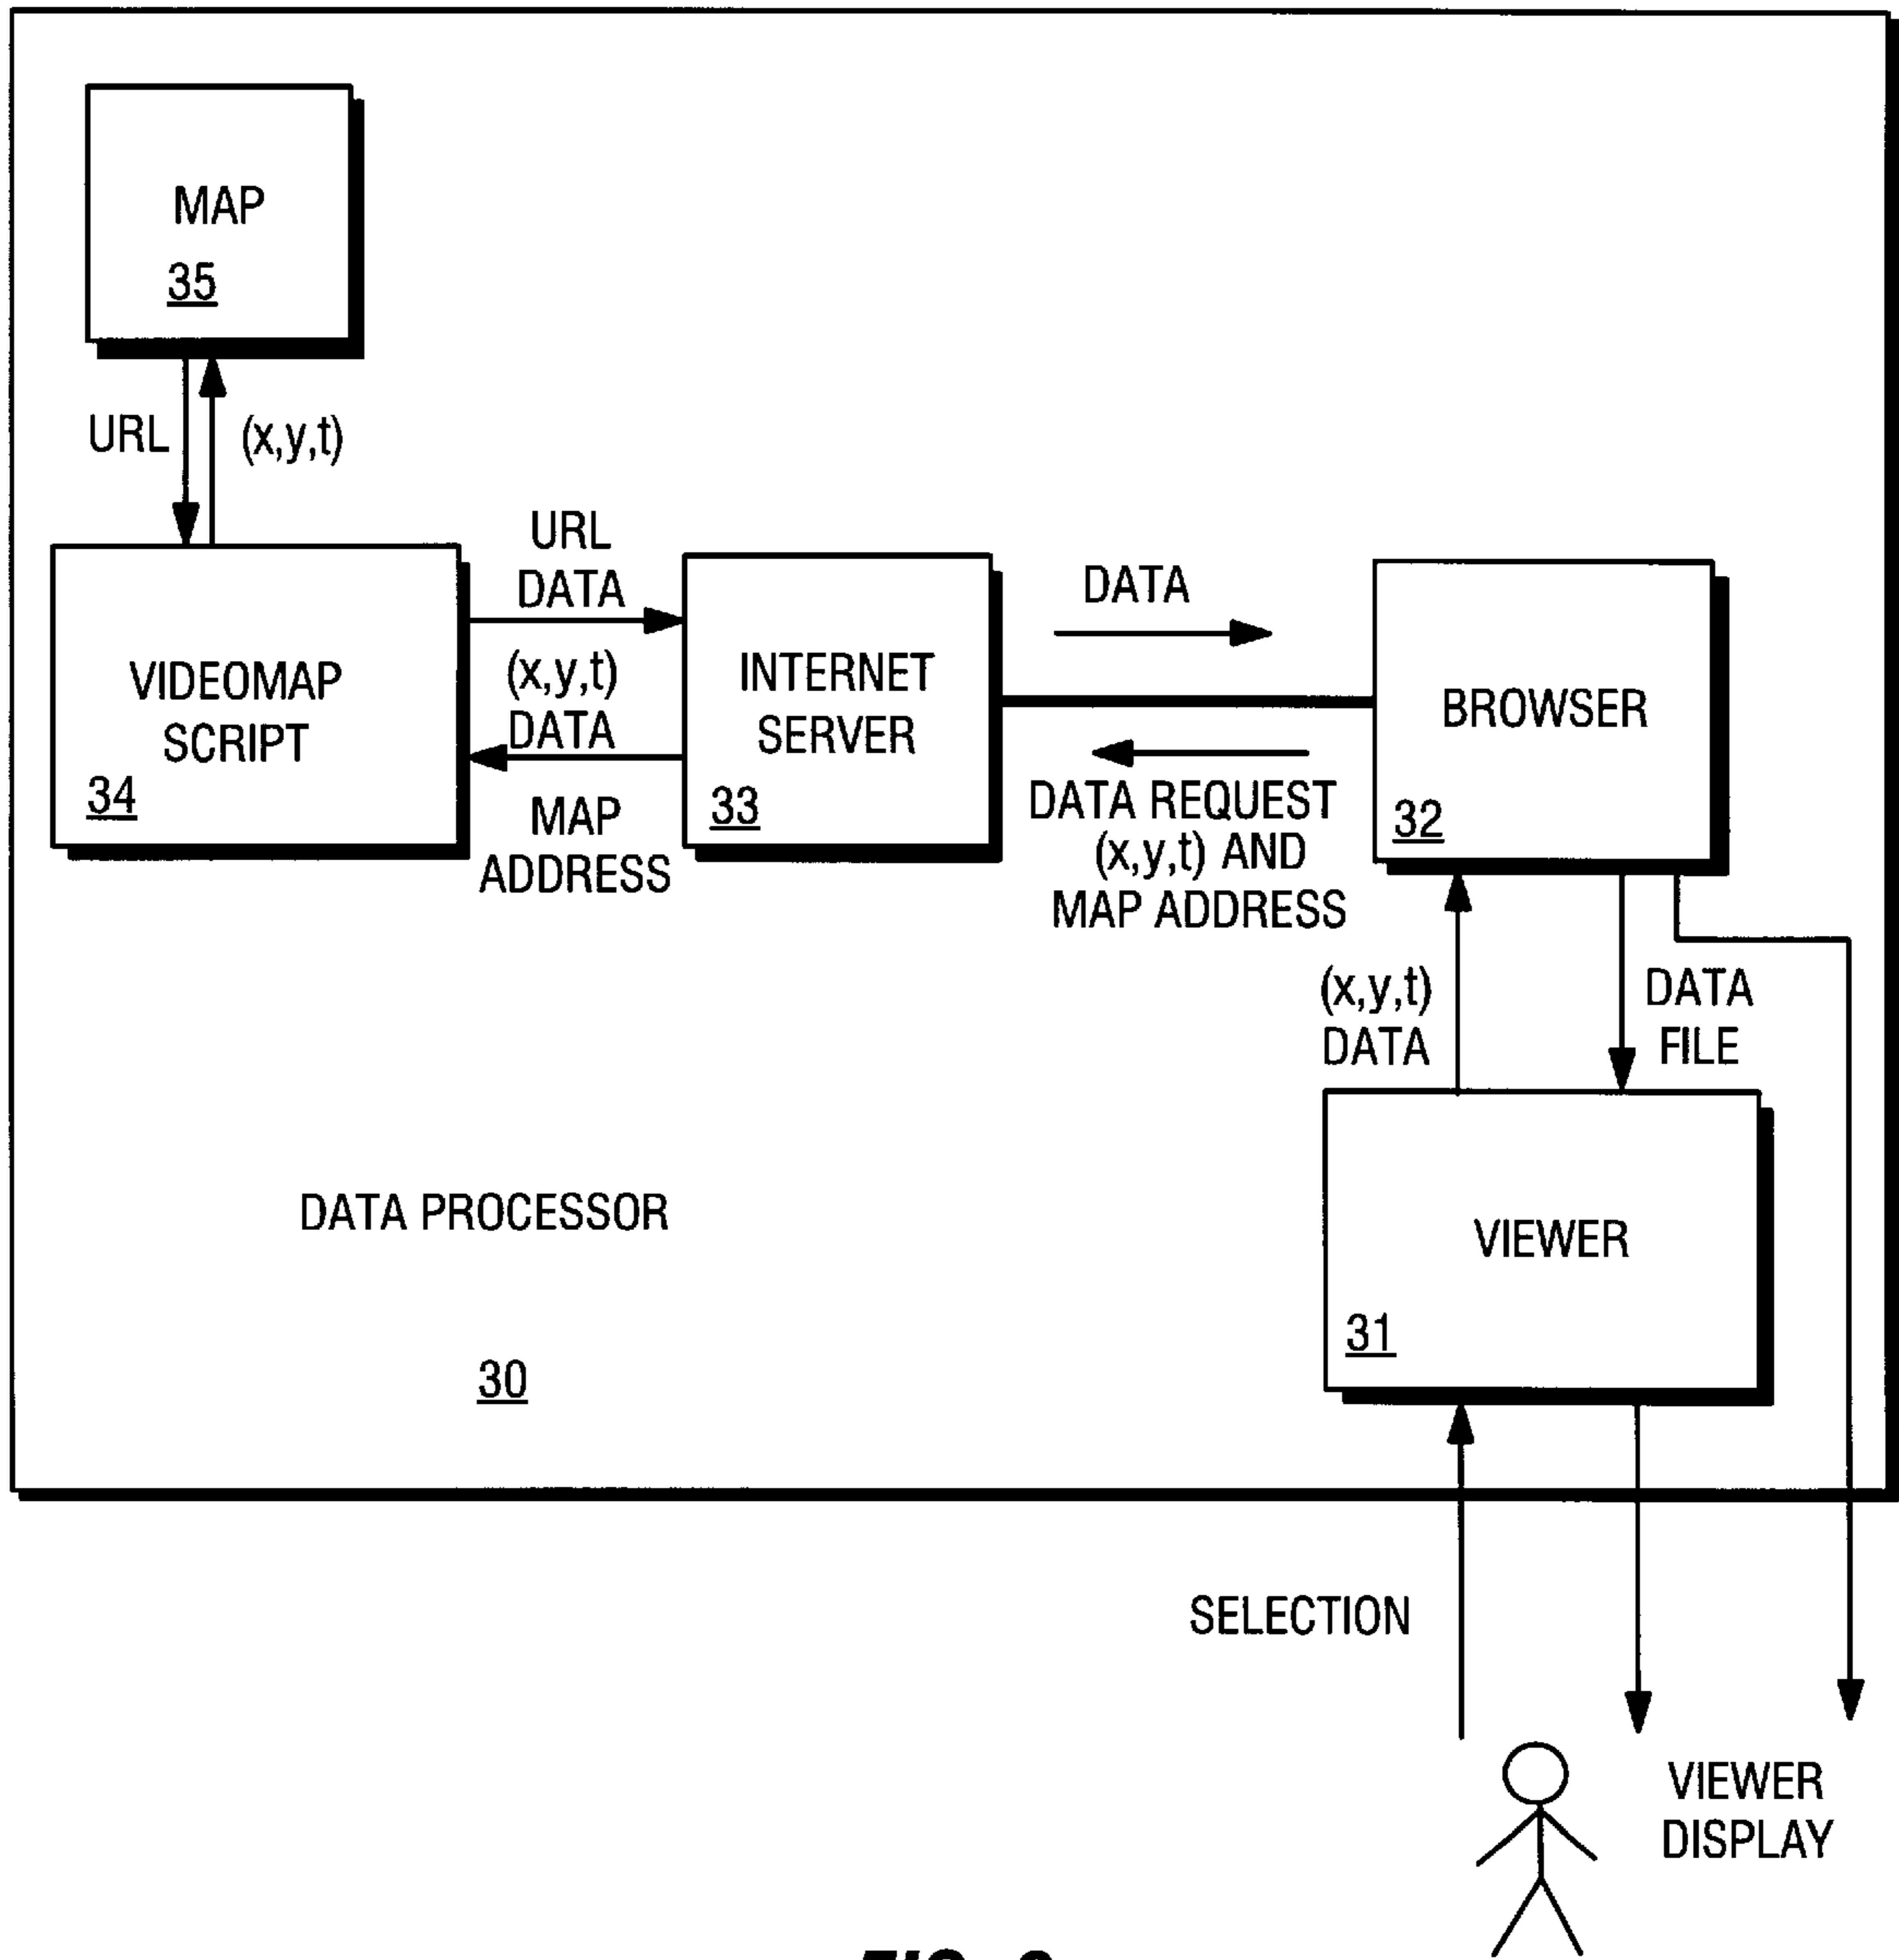 MAP
35
URL
(x,y,t)
URL
DATA
(x,y,t)
DATA
MAP
ADDRESS
VIDEOMAP
SCRIPT
34
INTERNET
SERVER
33
DATA
DATA REQUEST
(x,y,t) AND
MAP ADDRESS
BROWSER
32
(x,y,t)
DATA
DATA
FILE
VIEWER
31
DATA PROCESSOR
30
SELECTION
VIEWER
DISPLAY